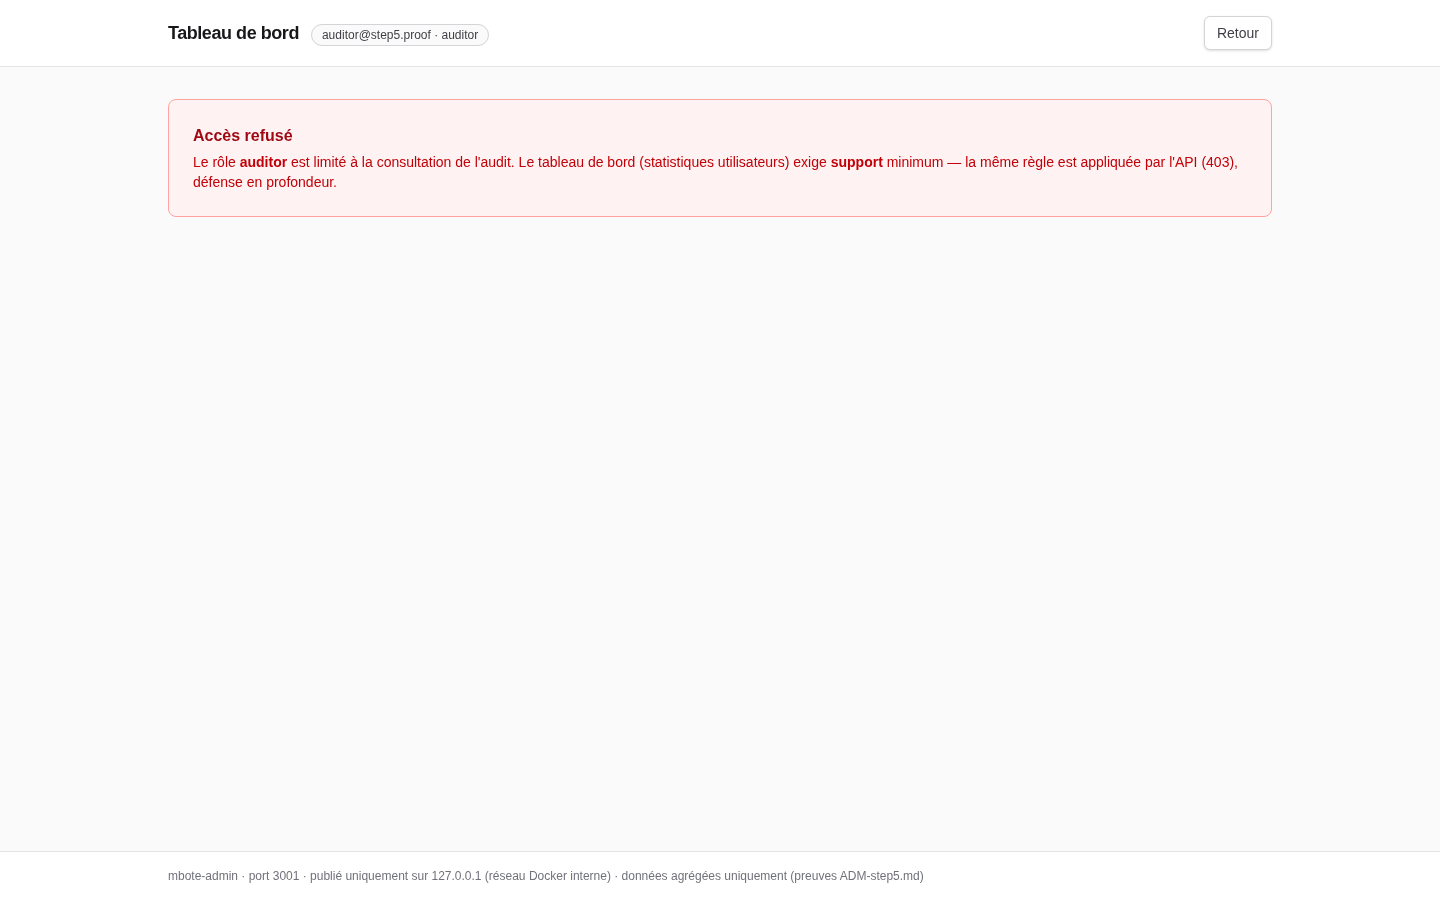 Tableau de bord
auditor@step5.proof · auditor
Retour
Accès refusé
Le rôle auditor est limité à la consultation de l'audit. Le tableau de bord (statistiques utilisateurs) exige support minimum — la même règle est appliquée par l'API (403),
défense en profondeur.
mbote-admin · port 3001 · publié uniquement sur 127.0.0.1 (réseau Docker interne) · données agrégées uniquement (preuves ADM-step5.md)